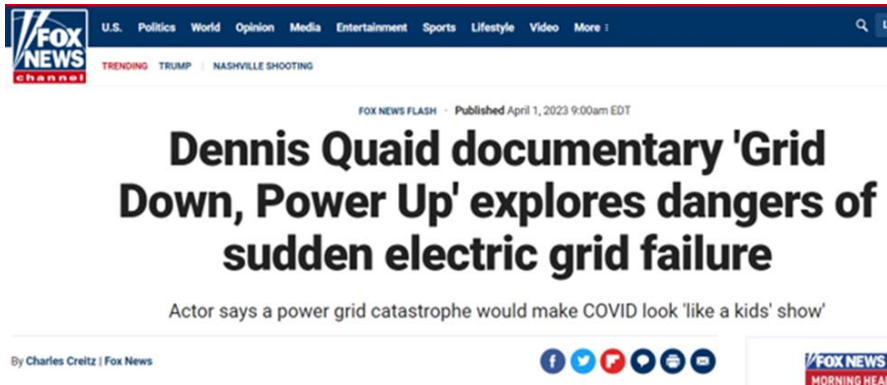 FOX
NEWS
channel
U.S. Politics World Opinion Media Entertainment Sports Lifestyle Video More
TRENDING TRUMP NASHVILLE SHOOTING
FOX NEWS FLASH · Published April 1, 2023 9:00am EDT
Dennis Quaid documentary 'Grid
Down, Power Up' explores dangers of
sudden electric grid failure
Actor says a power grid catastrophe would make COVID look 'like a kids' show'
By Charles Creitz | Fox News
FOX NEWS